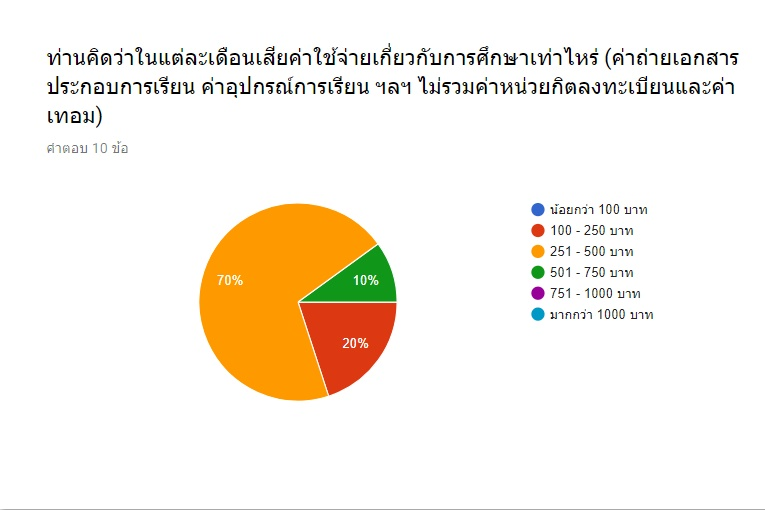 ท่านคิดว่าในแต่ละเดือนเสียค่าใช้จ่ายเกี่ยวกับการศึกษาเท่าไหร่ (ค่าถ่ายเอกสาร
ประกอบการเรียน ค่าอุปกรณ์การเรียน ฯลฯ ไม่รวมค่าหน่วยกิตลงทะเบียนและค่า
เทอม)
คำตอบ 10 ข้อ
น้อยกว่า 100 บาท
100 - 250 บาท
251 - 500 บาท
501 - 750 บาท
751 - 1000 บาท
มากกว่า 1000 บาท
70%
10%
20%